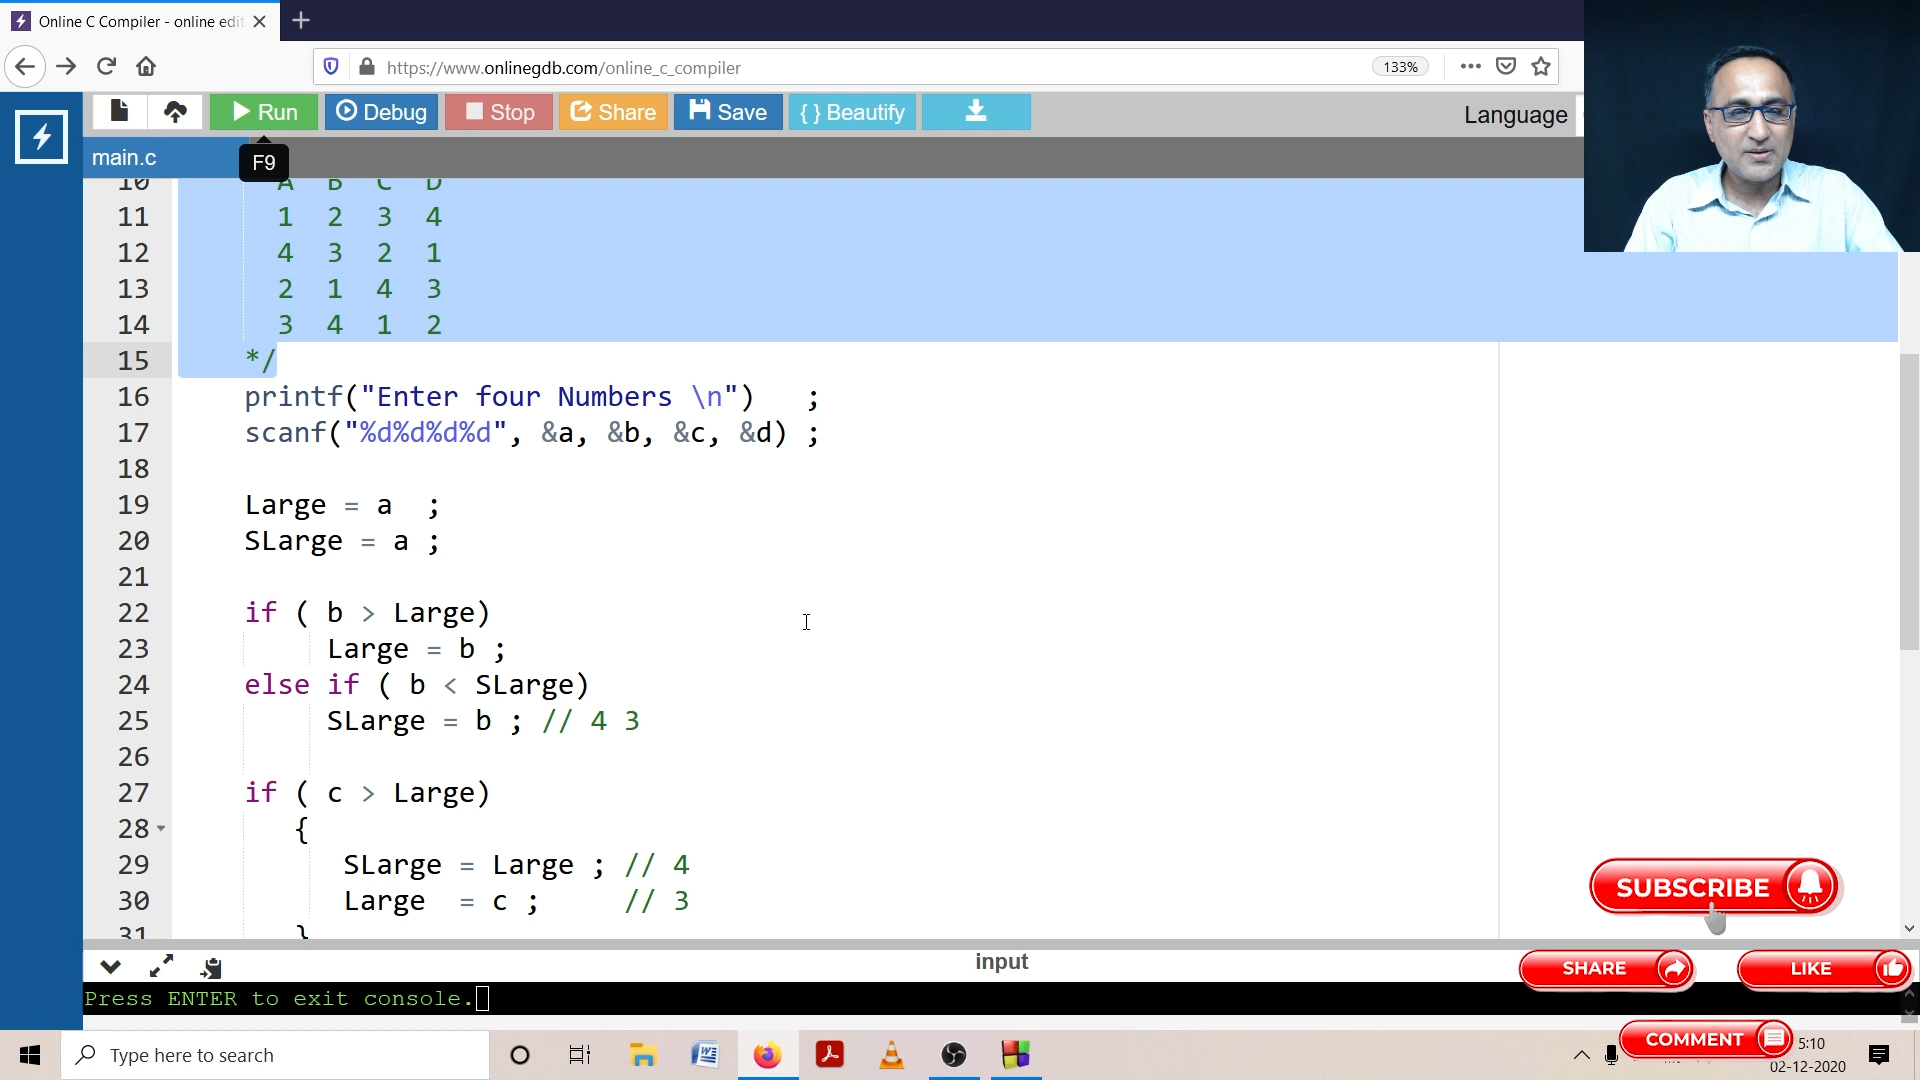 Online C Compiler - online edit
https://www.onlinegdb.com/online_c_compiler
133%
Run
Debug
Stop
Share
Save
{ } Beautify
Language
main.c
F9
10 A B C D
11 1 2 3 4
12 4 3 2 1
13 2 1 4 3
14 3 4 1 2
15 */
16 printf("Enter four Numbers \n") ;
17 scanf("%d%d%d%d", &a, &b, &c, &d) ;
18
19 Large = a ;
20 SLarge = a ;
21
22 if ( b > Large)
23 Large = b ;
24 else if ( b < SLarge)
25 SLarge = b ; // 4 3
26
27 if ( c > Large)
28 {
29 SLarge = Large ; // 4
30 Large = c ; // 3
31 }
SUBSCRIBE
input
SHARE
LIKE
Press ENTER to exit console.
COMMENT
Type here to search
5:10
02-12-2020